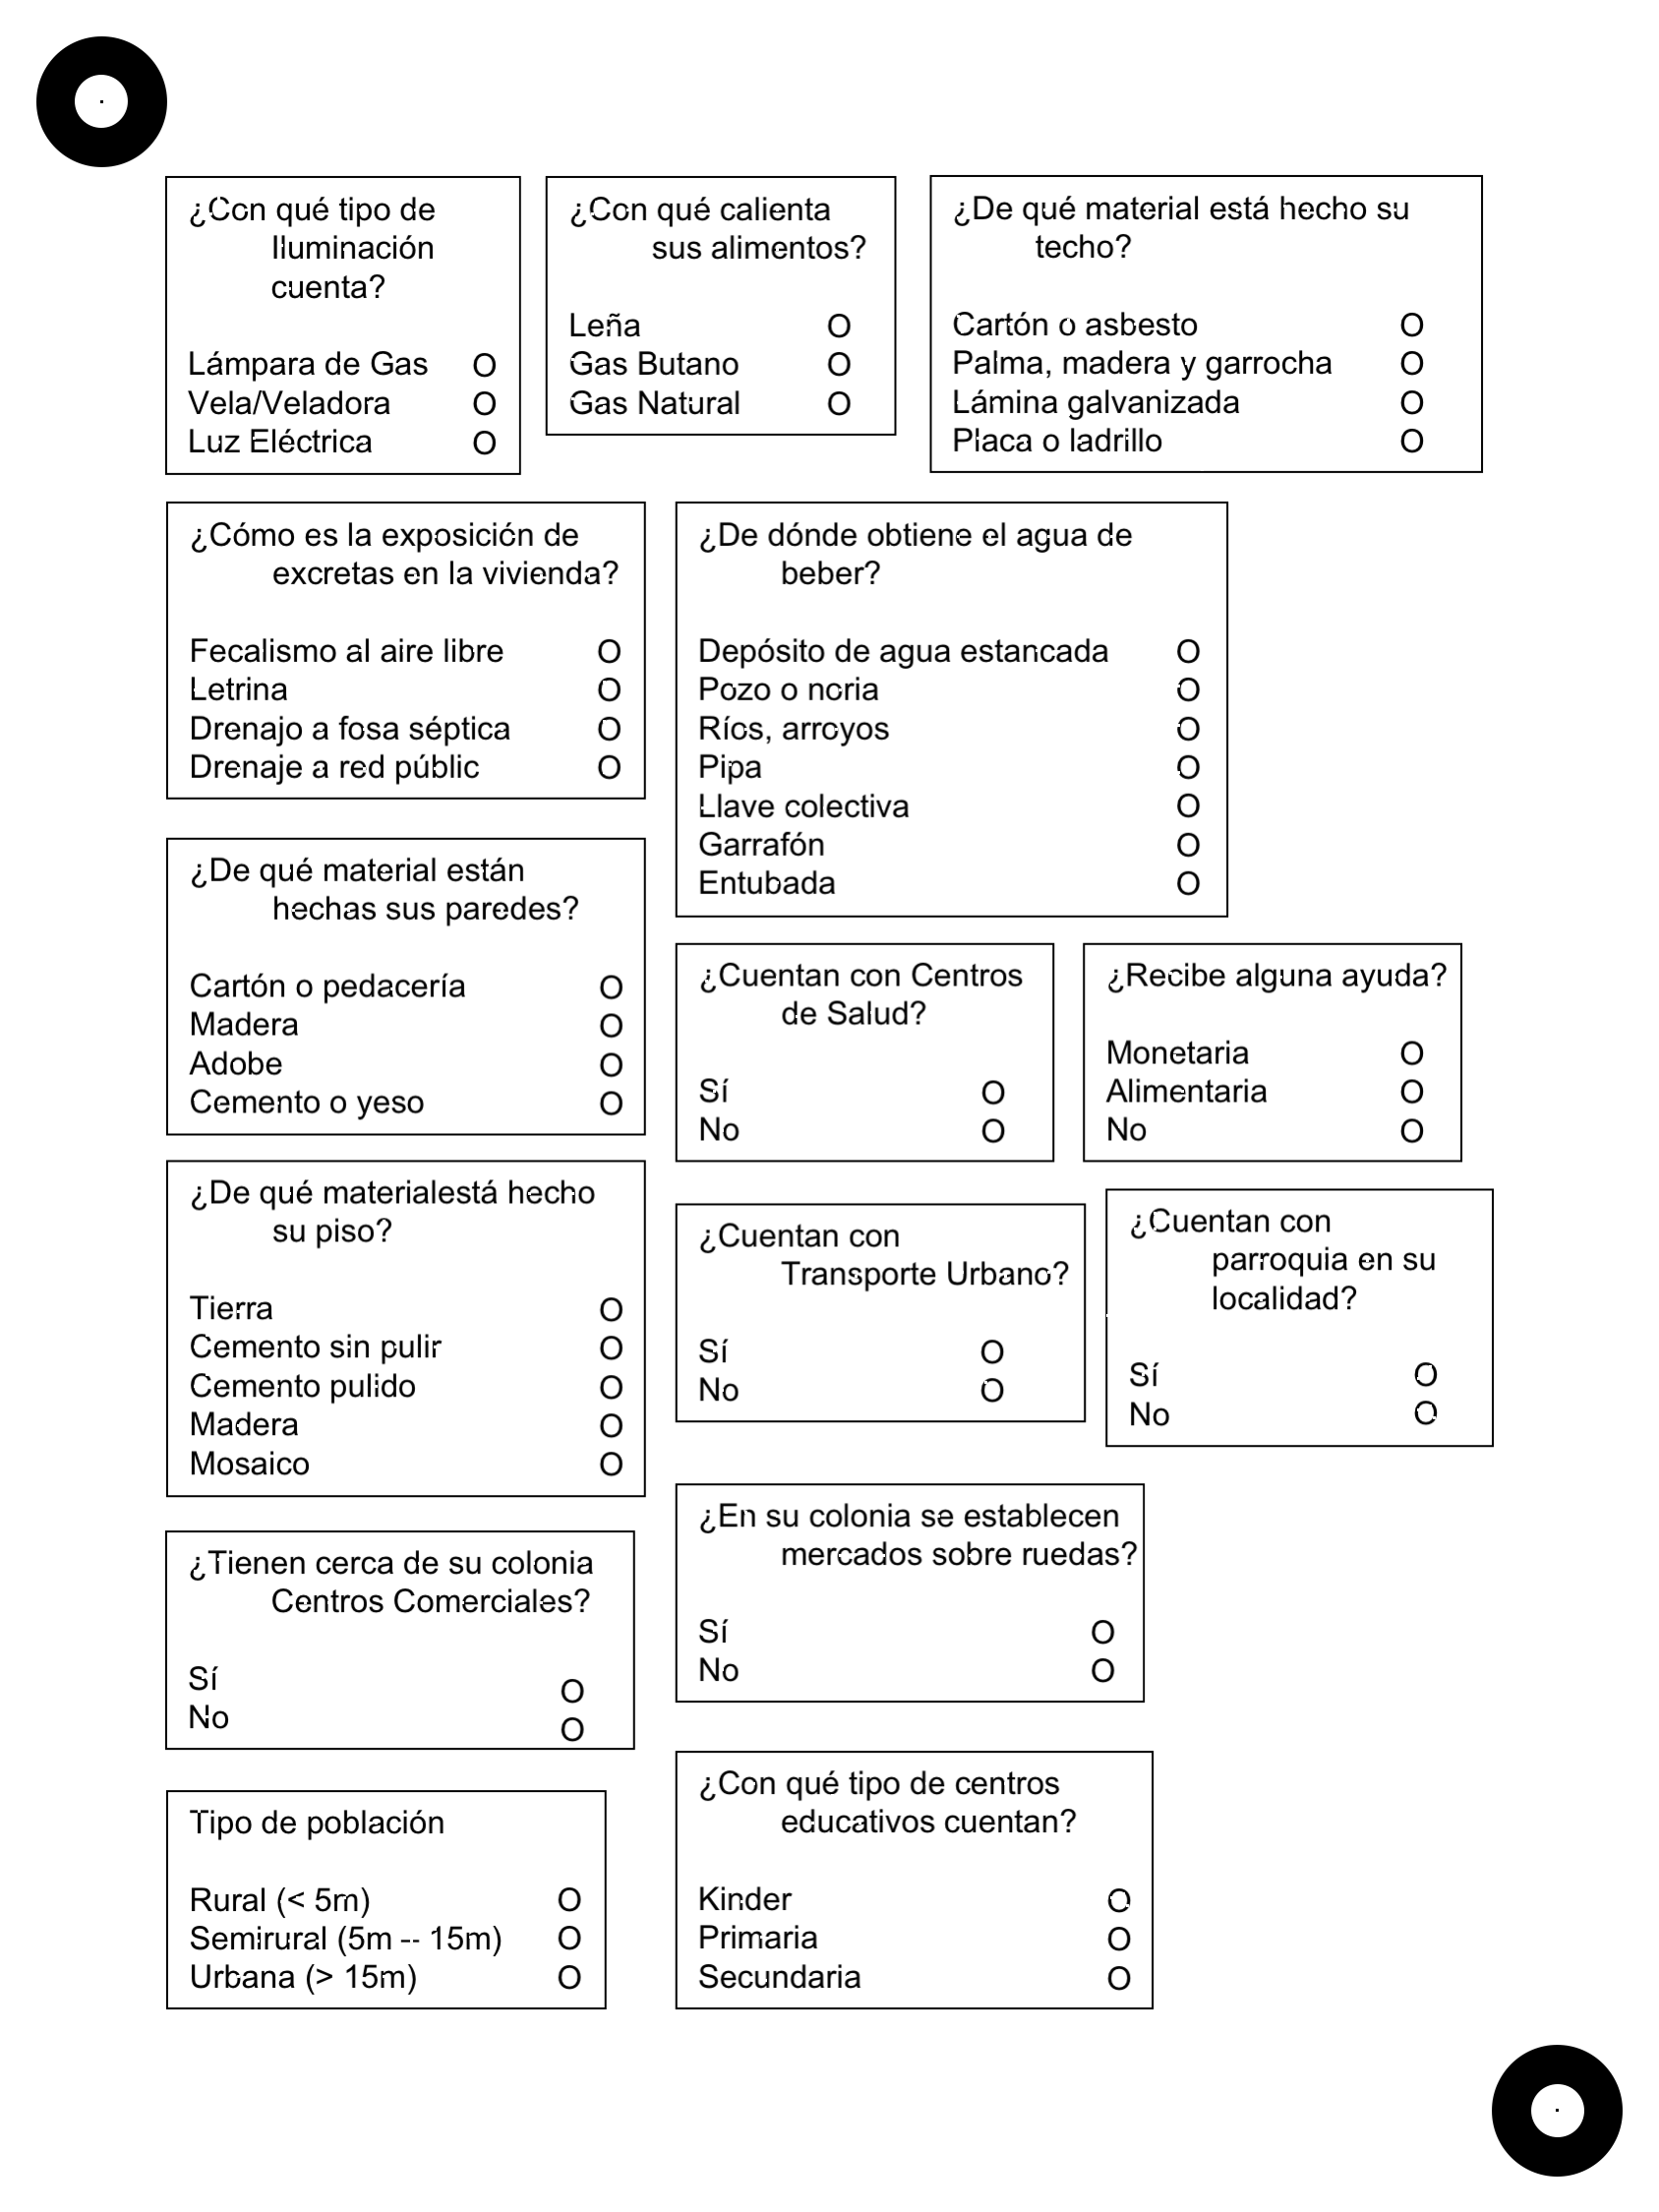 ¿Con qué tipo de
Iluminación
cuenta?
Lámpara de Gas O
Vela/Veladora O
Luz Eléctrica O
¿Con qué calienta
sus alimentos?
Leña O
Gas Butano O
Gas Natural O
¿De qué material está hecho su
techo?
Cartón o asbesto O
Palma, madera y garrocha O
Lámina galvanizada O
Placa o ladrillo O
¿Cómo es la exposición de
excretas en la vivienda?
Fecalismo al aire libre O
Letrina O
Drenajo a fosa séptica O
Drenaje a red públic O
¿De dónde obtiene el agua de
beber?
Depósito de agua estancada O
Pozo o noria O
Ríos, arroyos O
Pipa O
Llave colectiva O
Garrafón O
Entubada O
¿De qué material están
hechas sus paredes?
Cartón o pedacería O
Madera O
Adobe O
Cemento o yeso O
¿Cuentan con Centros
de Salud?
Sí O
No O
¿Recibe alguna ayuda?
Monetaria O
Alimentaria O
No O
¿De qué materialestá hecho
su piso?
Tierra O
Cemento sin pulir O
Cemento pulido O
Madera O
Mosaico O
¿Cuentan con
Transporte Urbano?
Sí O
No O
¿Cuentan con
parroquia en su
localidad?
Sí O
No O
¿Tienen cerca de su colonia
Centros Comerciales?
Sí O
No O
¿En su colonia se establecen
mercados sobre ruedas?
Sí O
No O
Tipo de población
Rural (< 5m) O
Semirural (5m -- 15m) O
Urbana (> 15m) O
¿Con qué tipo de centros
educativos cuentan?
Kinder O
Primaria O
Secundaria O